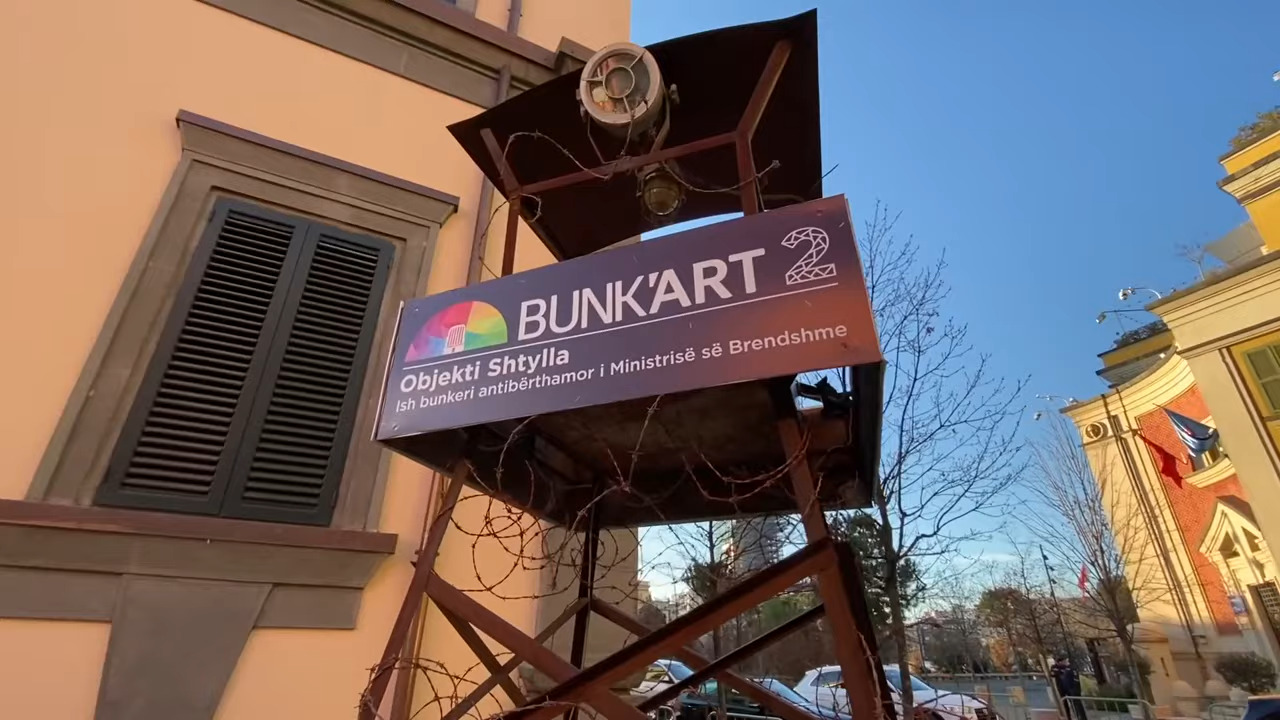 BUNK'ART 2
Objekti Shtylla
Ish bunkeri antibërthamor i Ministrisë së Brendshme